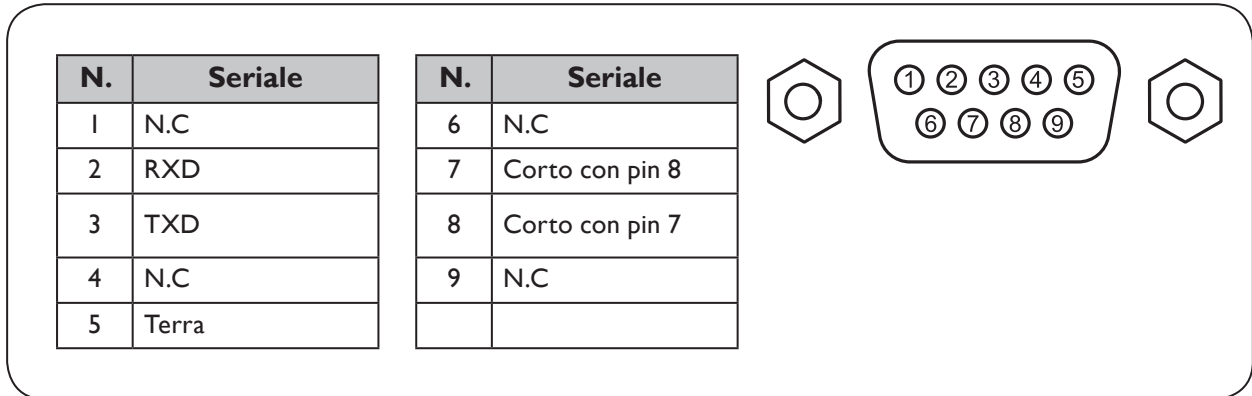 N. Seriale
1 N.C
2 RXD
3 TXD
4 N.C
5 Terra
N. Seriale
6 N.C
7 Corto con pin 8
8 Corto con pin 7
9 N.C
1 2 3 4 5
6 7 8 9